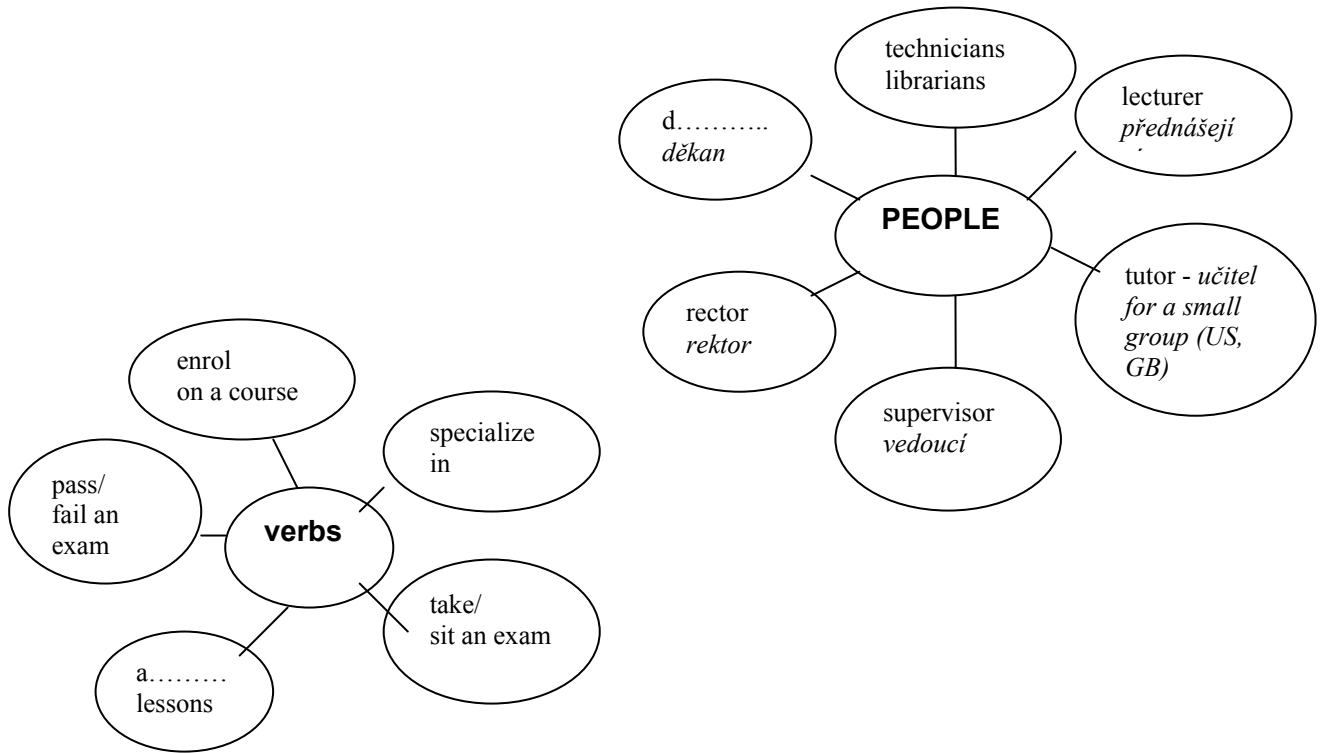 technicians
librarians
lecturer
přednášejí
d………..
děkan
PEOPLE
tutor - učitel
for a small
group (US,
GB)
rector
rektor
supervisor
vedoucí
enrol
on a course
specialize
in
pass/
fail an
exam
verbs
take/
sit an exam
a………
lessons